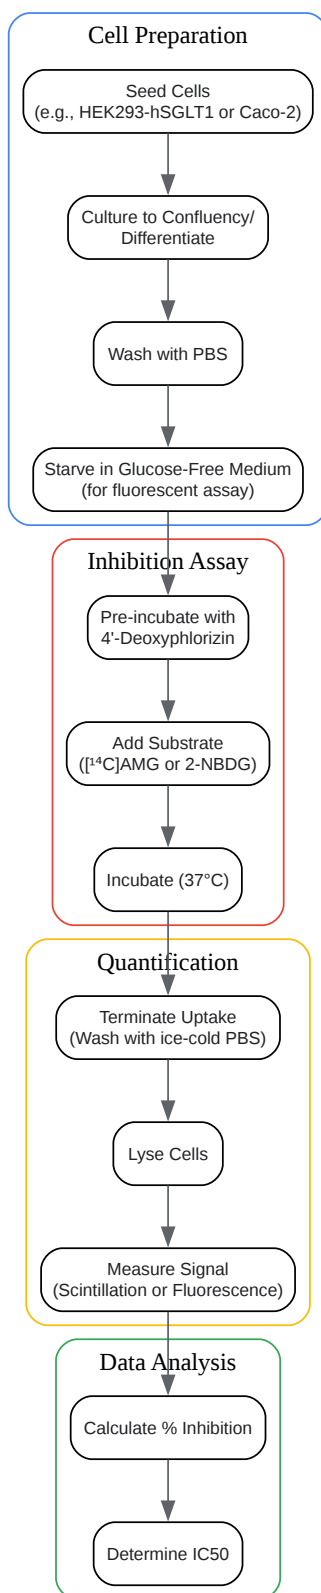 Cell Preparation
Seed Cells
(e.g., HEK293-hSGLT1 or Caco-2)
Culture to Confluency/
Differentiate
Wash with PBS
Starve in Glucose-Free Medium
(for fluorescent assay)
Inhibition Assay
Pre-incubate with
4'-Deoxyphlorizin
Add Substrate
([¹⁴C]AMG or 2-NBDG)
Incubate (37°C)
Quantification
Terminate Uptake
(Wash with ice-cold PBS)
Lyse Cells
Measure Signal
(Scintillation or Fluorescence)
Data Analysis
Calculate % Inhibition
Determine IC50